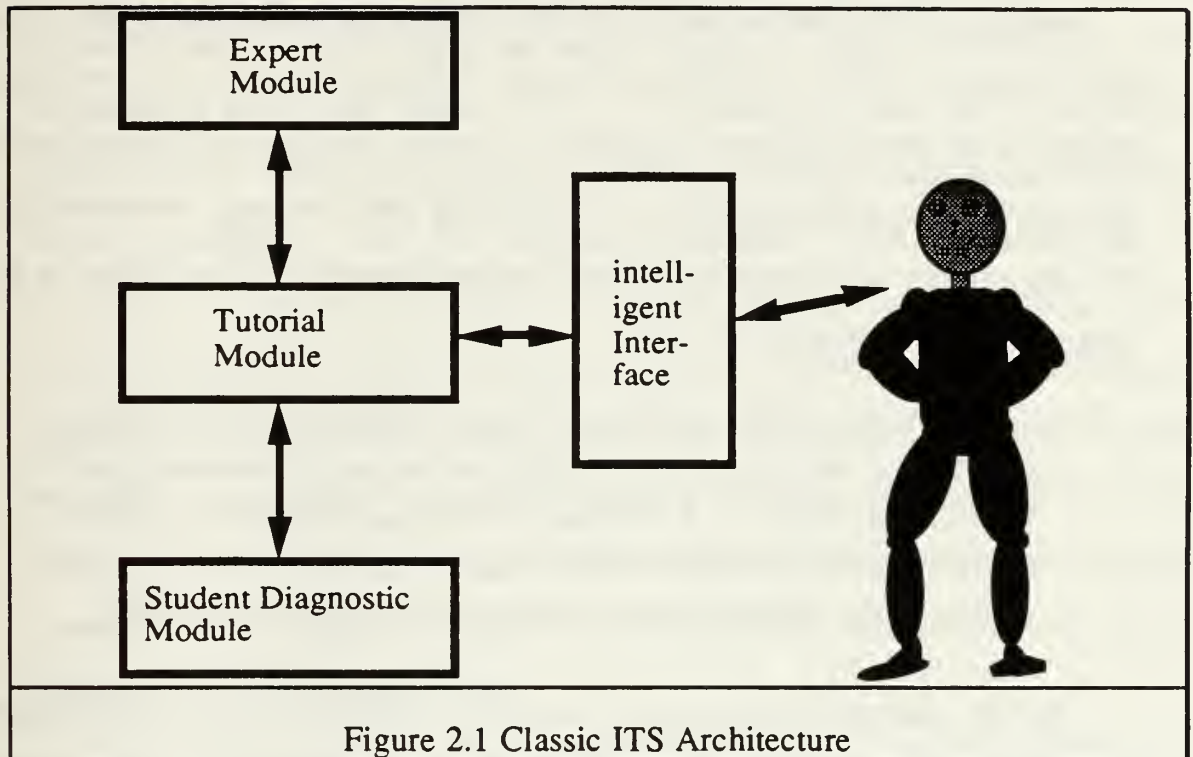 Expert
Module
Tutorial
Module
intell-
igent
Inter-
face
Student Diagnostic
Module
Figure 2.1 Classic ITS Architecture